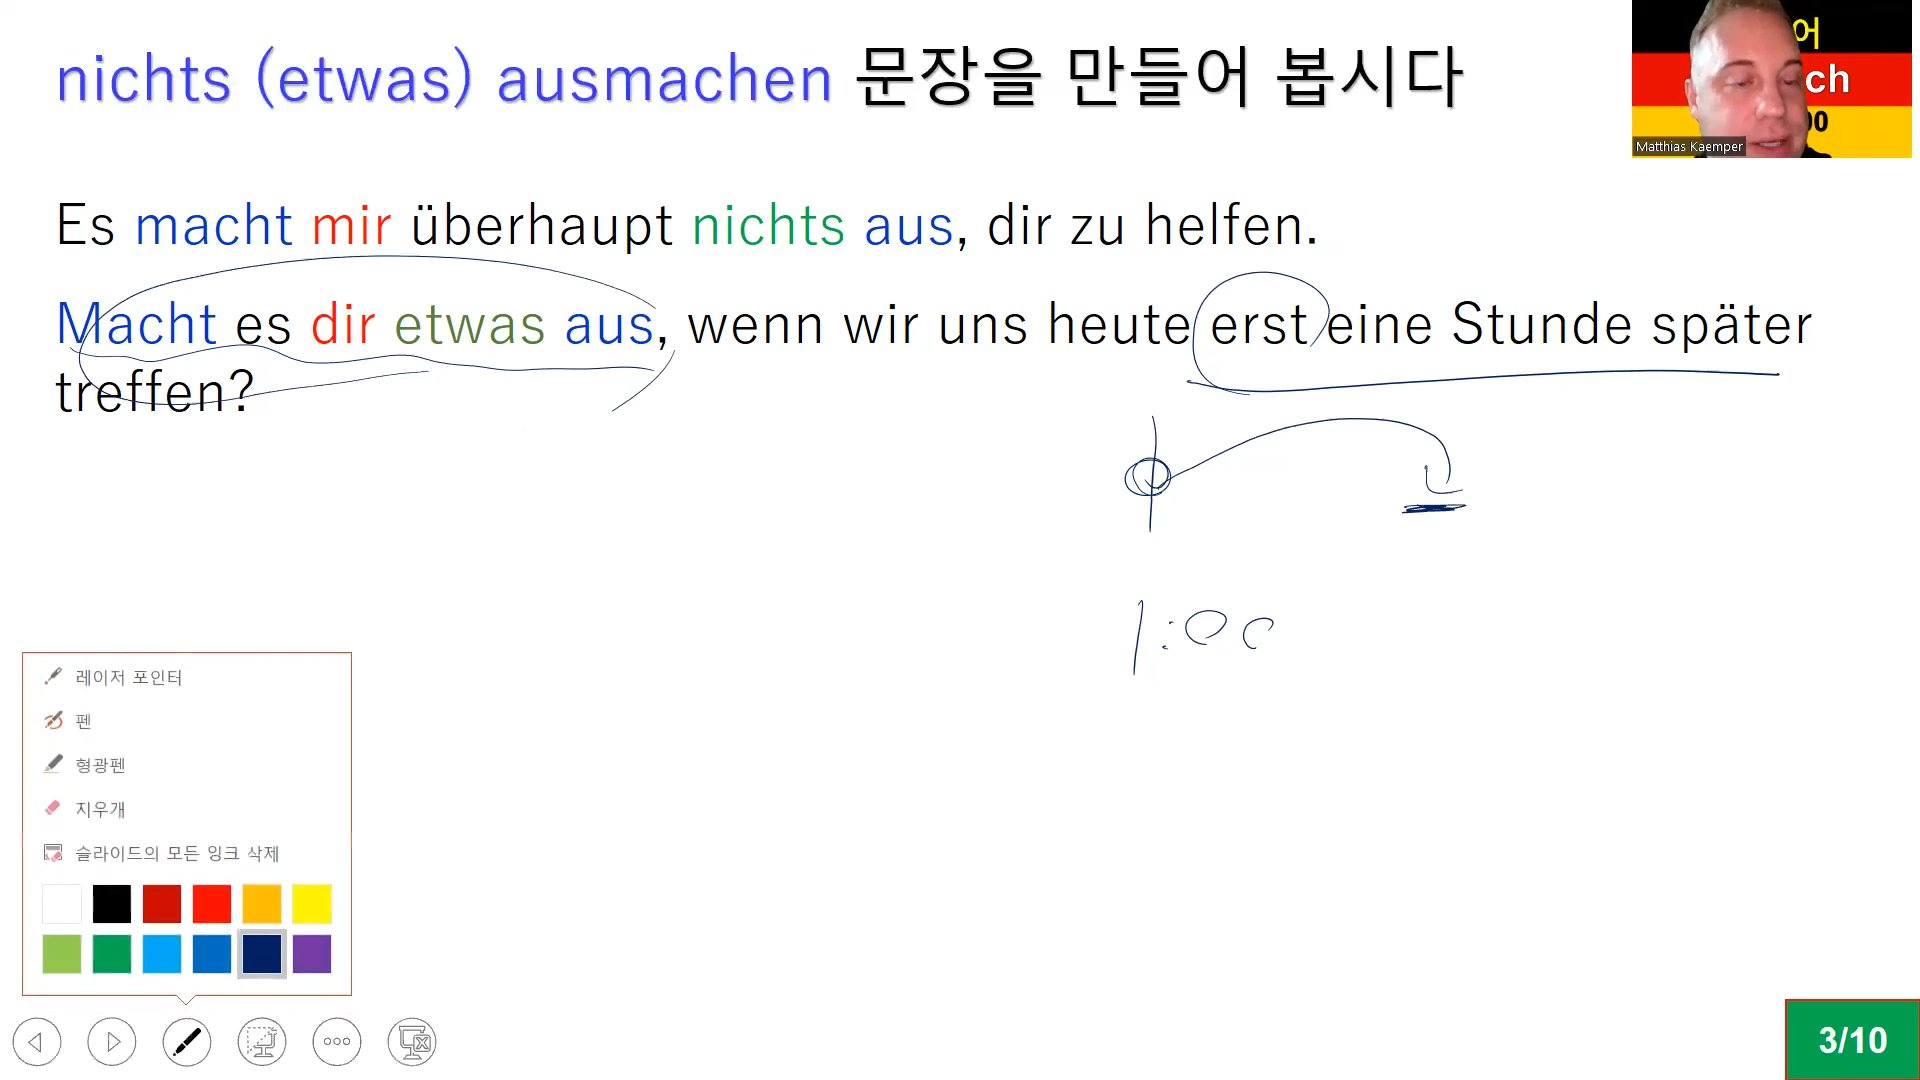 nichts (etwas) ausmachen 문장을 만들어 봅시다
어
ch
00
Matthias Kaemper
Es macht mir überhaupt nichts aus, dir zu helfen.
Macht es dir etwas aus, wenn wir uns heute erst eine Stunde später
treffen?
1:00
레이저 포인터
펜
형광펜
지우개
슬라이드의 모든 잉크 삭제
3/10